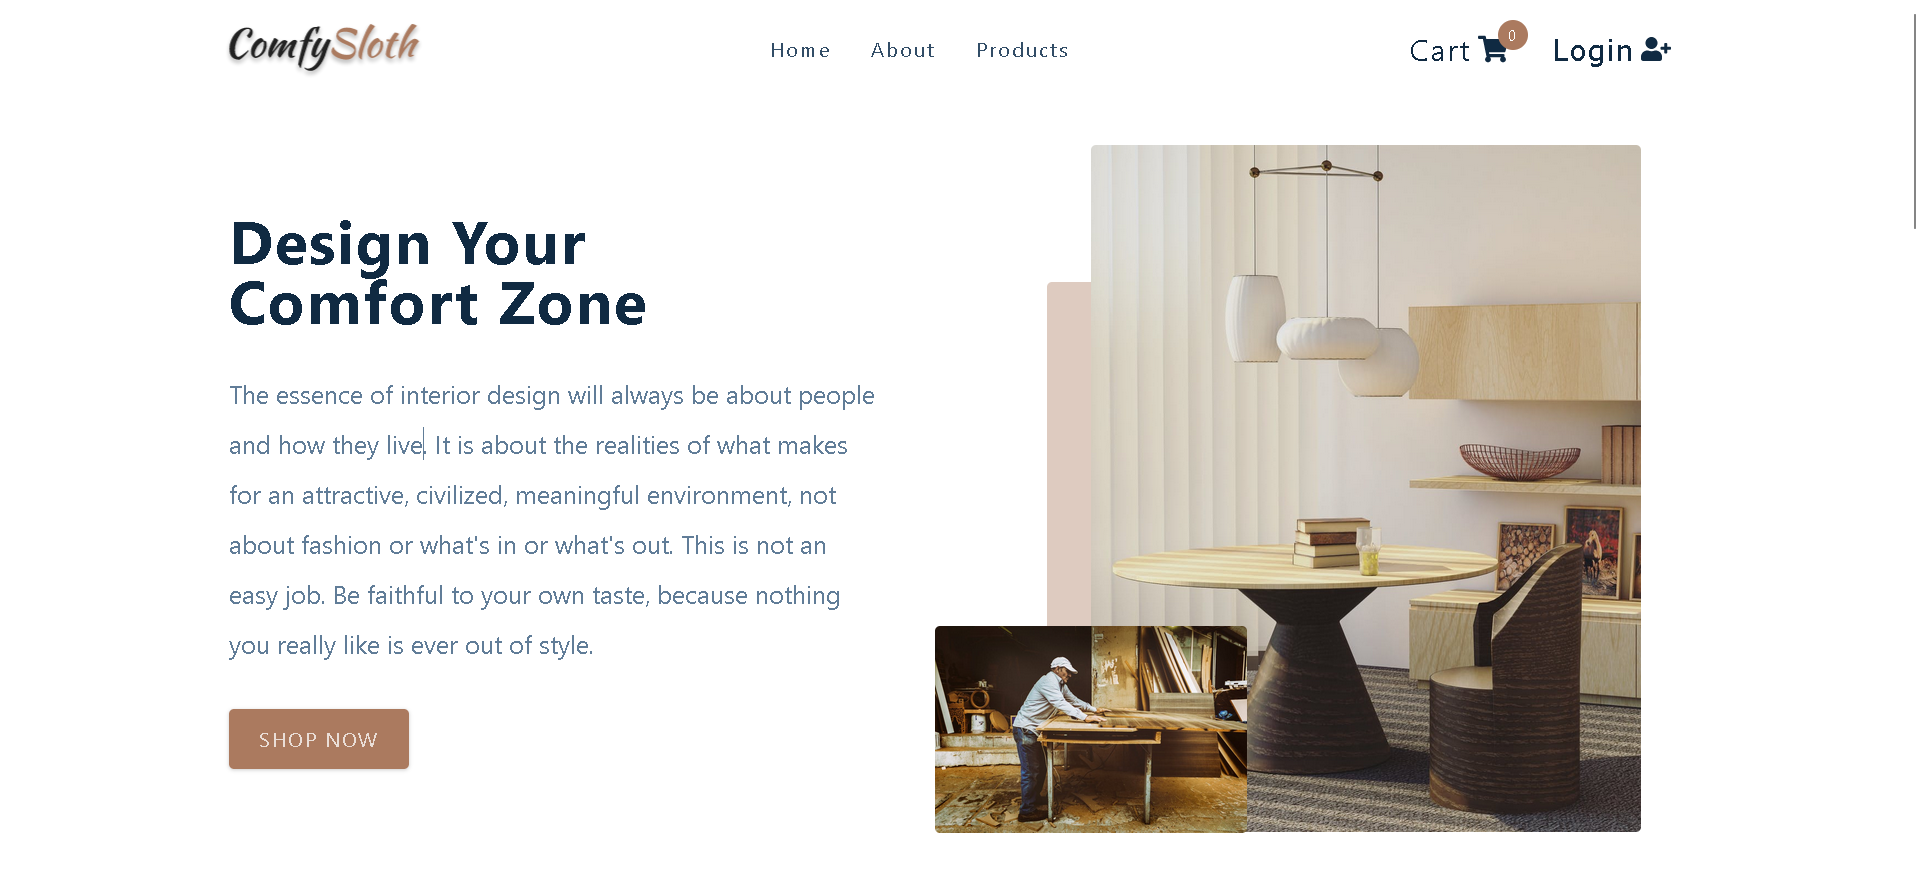 ComfySloth
Home About Products
Cart 0 Login
Design Your
Comfort Zone
The essence of interior design will always be about people
and how they live. It is about the realities of what makes
for an attractive, civilized, meaningful environment, not
about fashion or what's in or what's out. This is not an
easy job. Be faithful to your own taste, because nothing
you really like is ever out of style.
SHOP NOW